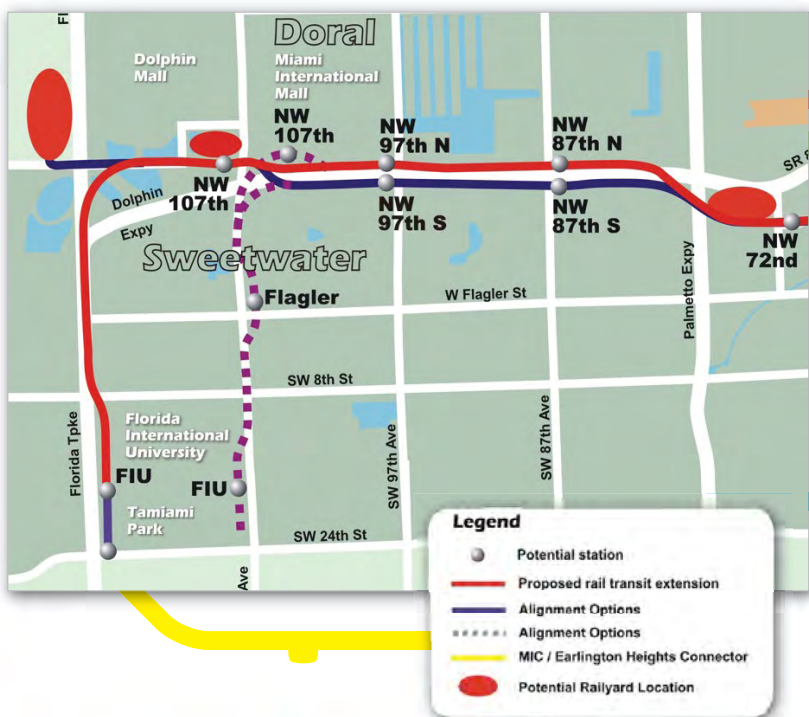 Fl
Doral
Dolphin
Mall
Miami
International
Mall
NW
107th
NW
97th N
NW
87th N
SR 8
NW
107th
Dolphin
Expy
NW
97th S
NW
87th S
NW
72nd
Sweetwater
Flagler
W Flagler St
Palmetto Expy
SW 8th St
Florida Tpke
Florida
International
University
SW 97th Ave
SW 87th Ave
FIU
FIU
Tamiami
Park
SW 24th St
Ave
Legend
Potential station
Proposed rail transit extension
Alignment Options
Alignment Options
MIC / Earlington Heights Connector
Potential Railyard Location